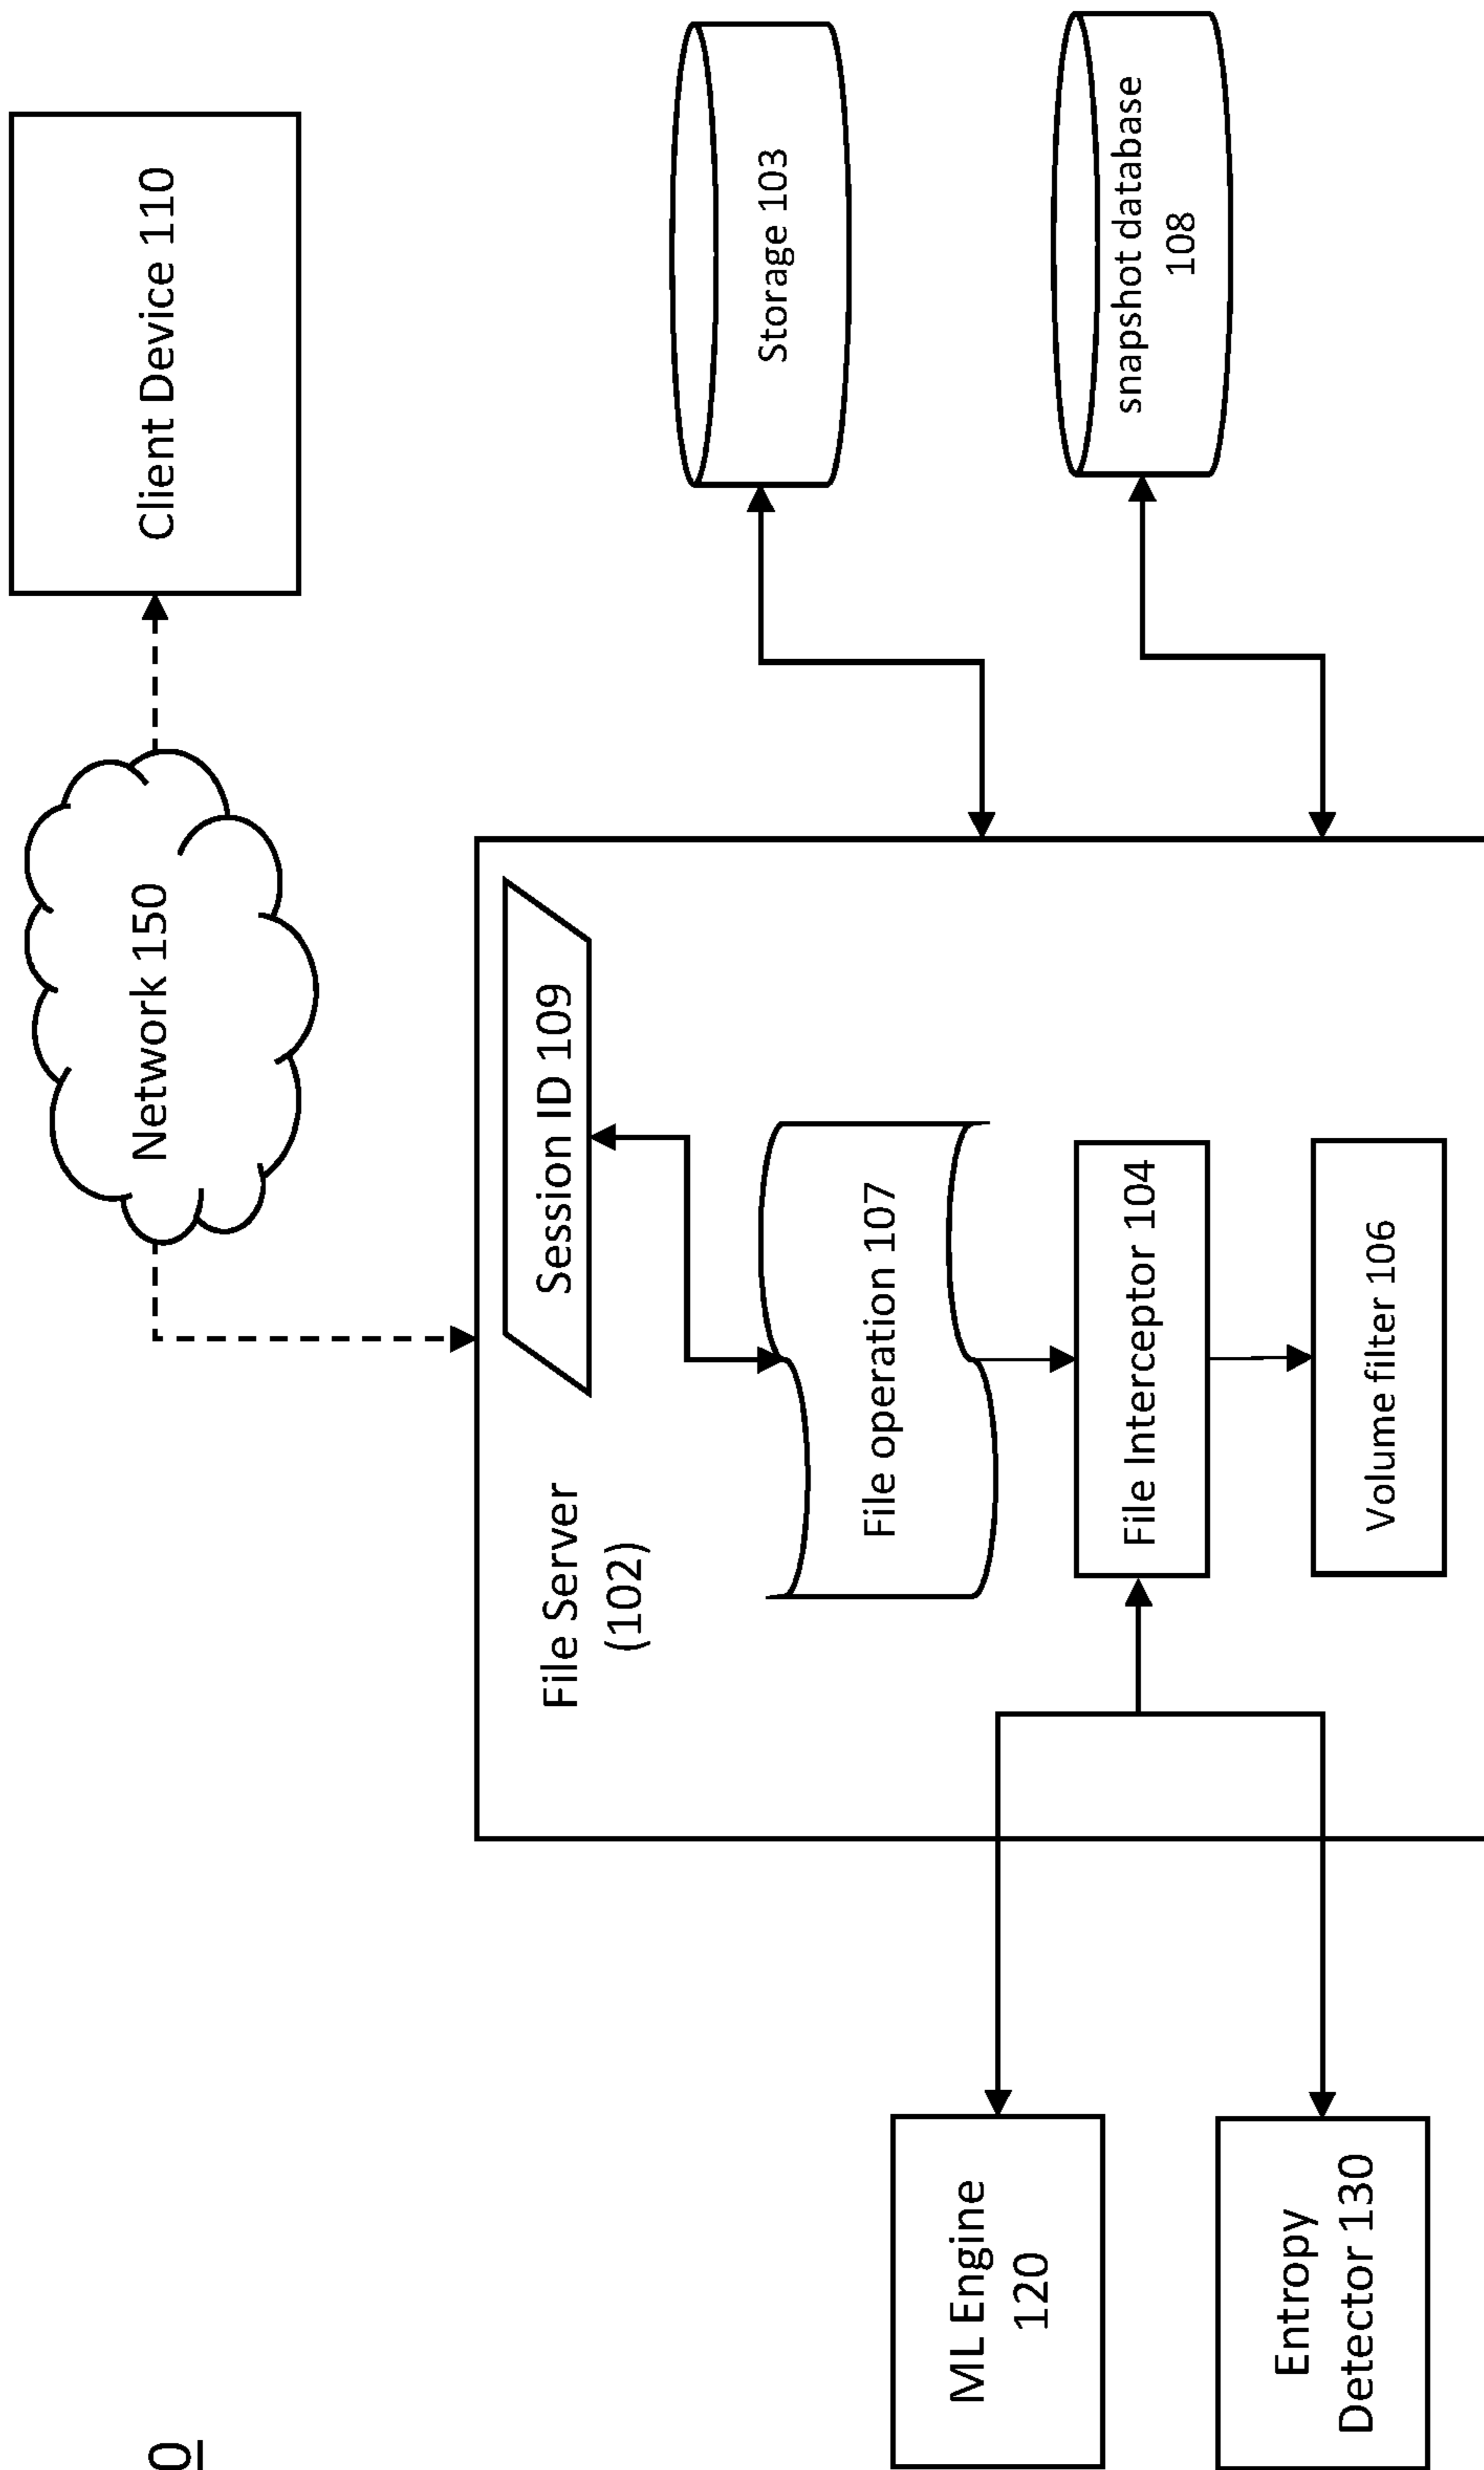 0
Network 150
Client Device 110
File Server
(102)
Session ID 109
Storage 103
File operation 107
ML Engine
120
File Interceptor 104
snapshot database
108
Entropy
Detector 130
Volume filter 106